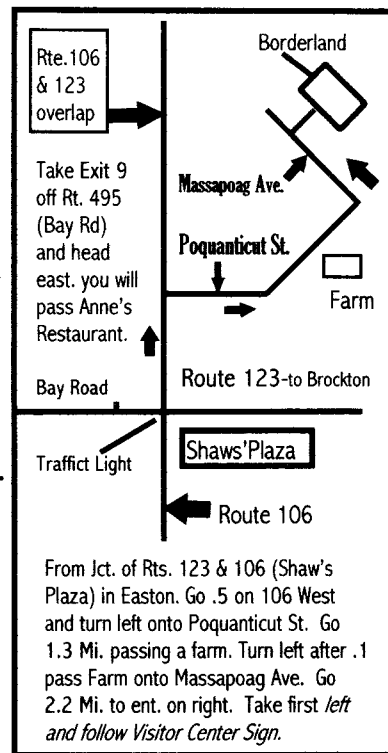 Rte.106
& 123
overlap
Borderland
Take Exit 9
off Rt. 495
(Bay Rd)
and head
east. you will
pass Anne's
Restaurant.
Massapoag Ave.
Poquanticut St.
Farm
Bay Road
Route 123-to Brockton
Traffict Light
Shaws'Plaza
Route 106
From Jct. of Rts. 123 & 106 (Shaw's
Plaza) in Easton. Go .5 on 106 West
and turn left onto Poquanticut St. Go
1.3 Mi. passing a farm. Turn left after .1
pass Farm onto Massapoag Ave. Go
2.2 Mi. to ent. on right. Take first left
and follow Visitor Center Sign.